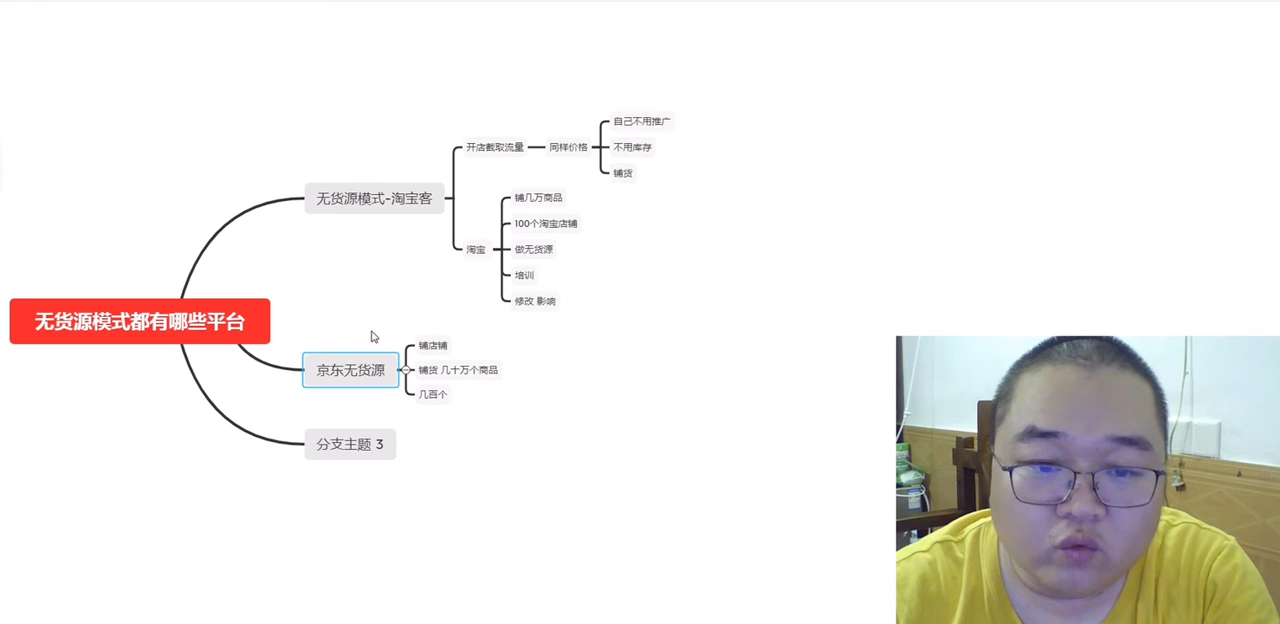 无货源模式都有哪些平台
无货源模式-淘宝客
开店截取流量
同样价格
自己不用推广
不用库存
铺货
淘宝
铺几万商品
100个淘宝店铺
做无货源
培训
修改 影响
京东无货源
铺店铺
铺货 几十万个商品
几百个
分支主题 3